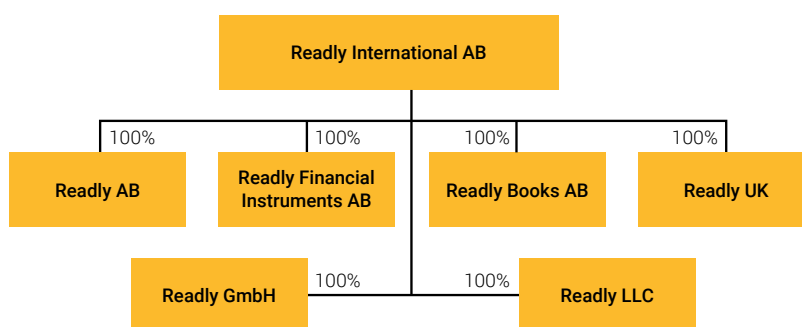 Readly International AB
100%
100%
100%
100%
Readly AB
Readly Financial
Instruments AB
Readly Books AB
Readly UK
100%
100%
Readly GmbH
Readly LLC